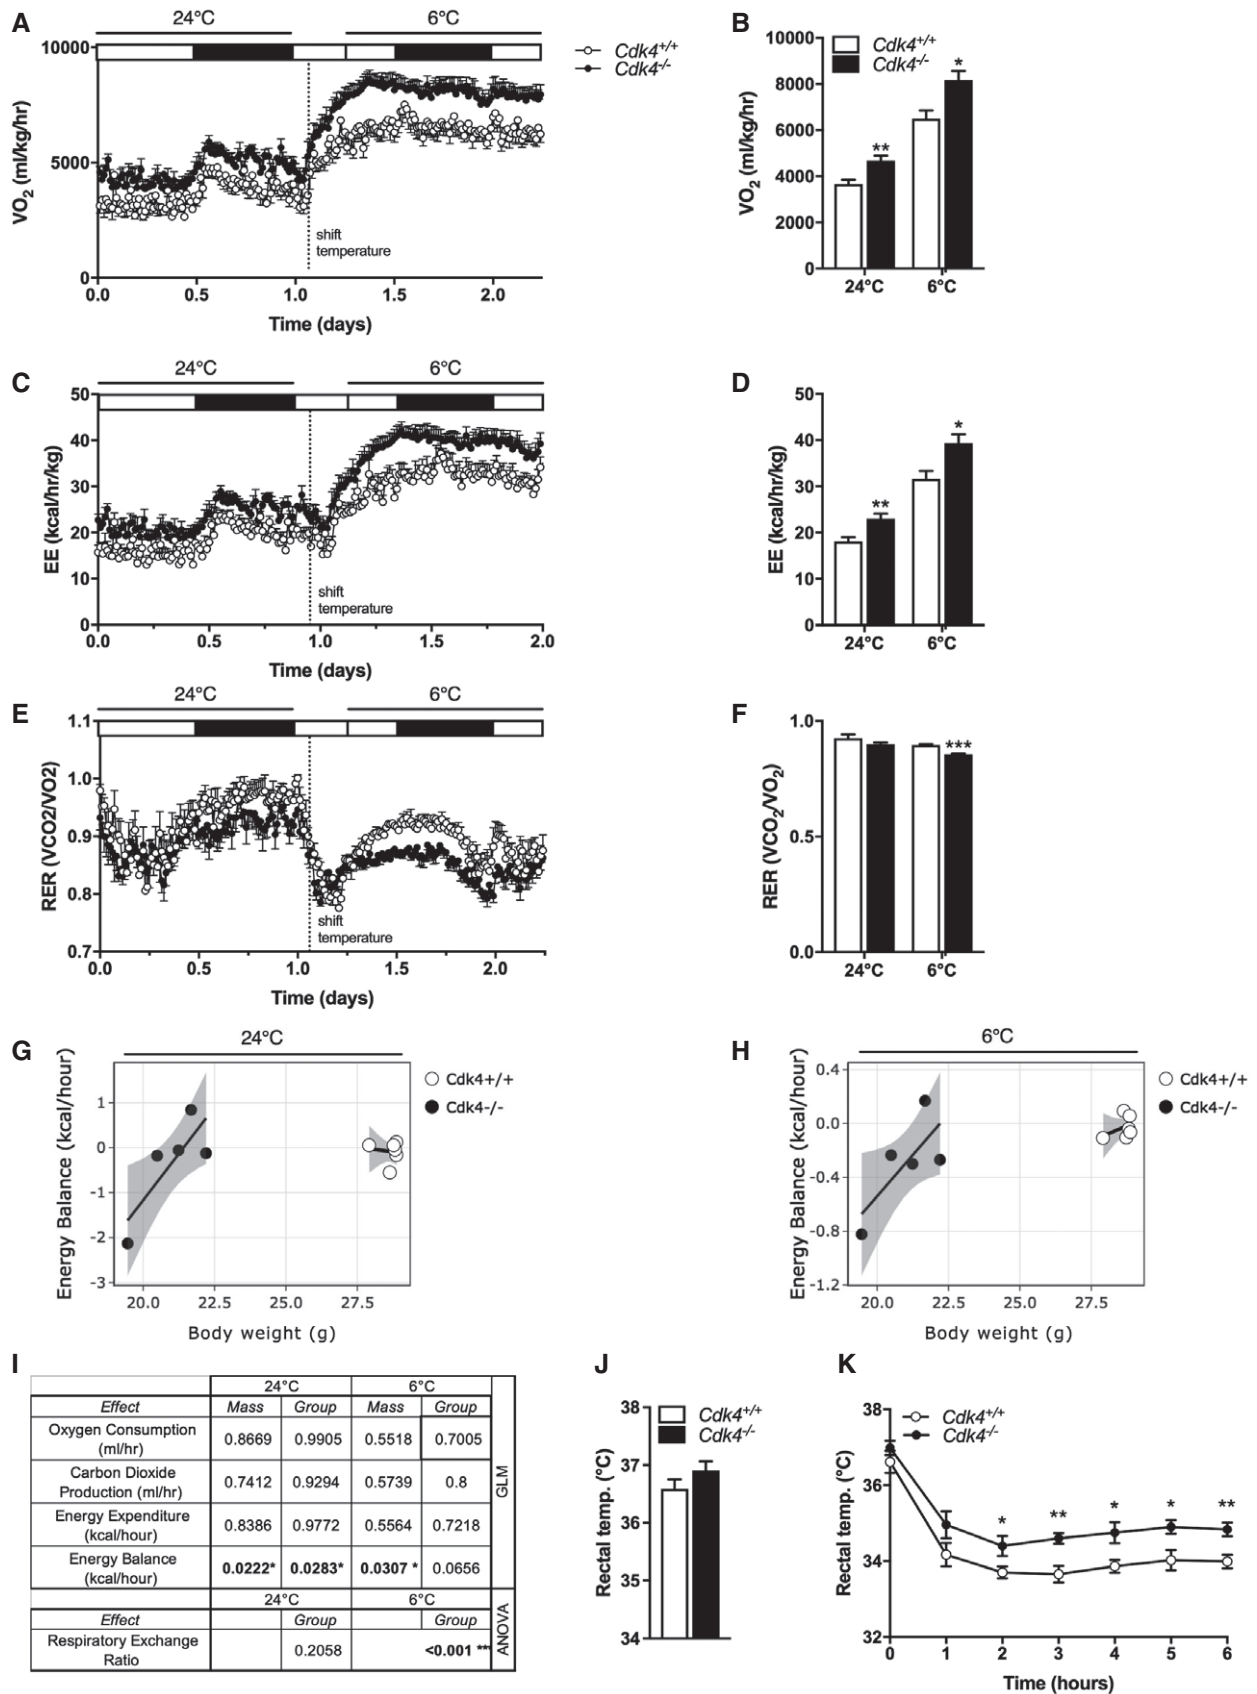 A
24°C
6°C
10000
5000
0
VO2 (ml/kg/hr)
shift
temperature
0.0
0.5
1.0
1.5
2.0
Time (days)
Cdk4+/+
Cdk4-/-
B
10000
8000
6000
4000
2000
0
VO2 (ml/kg/hr)
Cdk4+/+
Cdk4-/-
**
*
24°C
6°C
C
24°C
6°C
50
40
30
20
10
0
EE (kcal/hr/kg)
shift
temperature
0.0
0.5
1.0
1.5
2.0
Time (days)
D
50
40
30
20
10
0
EE (kcal/hr/kg)
**
*
24°C
6°C
E
24°C
6°C
1.1
1.0
0.9
0.8
0.7
RER (VCO2/VO2)
shift
temperature
0.0
0.5
1.0
1.5
2.0
Time (days)
F
1.0
0.5
0.0
RER (VCO2/VO2)
***
24°C
6°C
G
24°C
Energy Balance (kcal/hour)
1
0
-1
-2
-3
20.0
22.5
25.0
27.5
Body weight (g)
Cdk4+/+
Cdk4-/-
H
6°C
Energy Balance (kcal/hour)
0.4
0.0
-0.4
-0.8
-1.2
20.0
22.5
25.0
27.5
Body weight (g)
Cdk4+/+
Cdk4-/-
I
24°C 6°C
Effect Mass Group Mass Group
Oxygen Consumption
(ml/hr) 0.8669 0.9905 0.5518 0.7005
Carbon Dioxide
Production (ml/hr) 0.7412 0.9294 0.5739 0.8
Energy Expenditure
(kcal/hour) 0.8386 0.9772 0.5564 0.7218
Energy Balance
(kcal/hour) 0.0222* 0.0283* 0.0307 * 0.0656
GLM
24°C 6°C
Effect Group Group
Respiratory Exchange
Ratio 0.2058 <0.001 **
ANOVA
J
38
37
36
35
34
Rectal temp. (°C)
Cdk4+/+
Cdk4-/-
K
38
36
34
32
Rectal temp. (°C)
Cdk4+/+
Cdk4-/-
*
**
*
*
**
0
1
2
3
4
5
6
Time (hours)